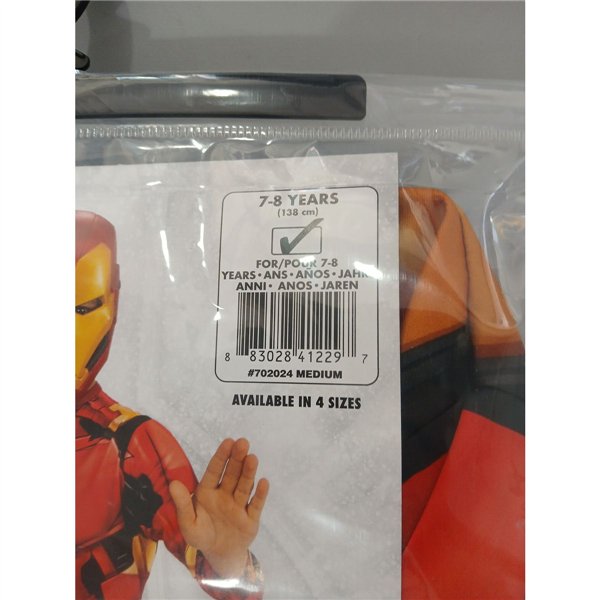 7-8 YEARS
(138 cm)
FOR/POUR 7-8
YEARS • ANS • AÑOS • JAHRE
ANNI • ANOS • JAREN
8 83028 41229 7
#702024 MEDIUM
AVAILABLE IN 4 SIZES